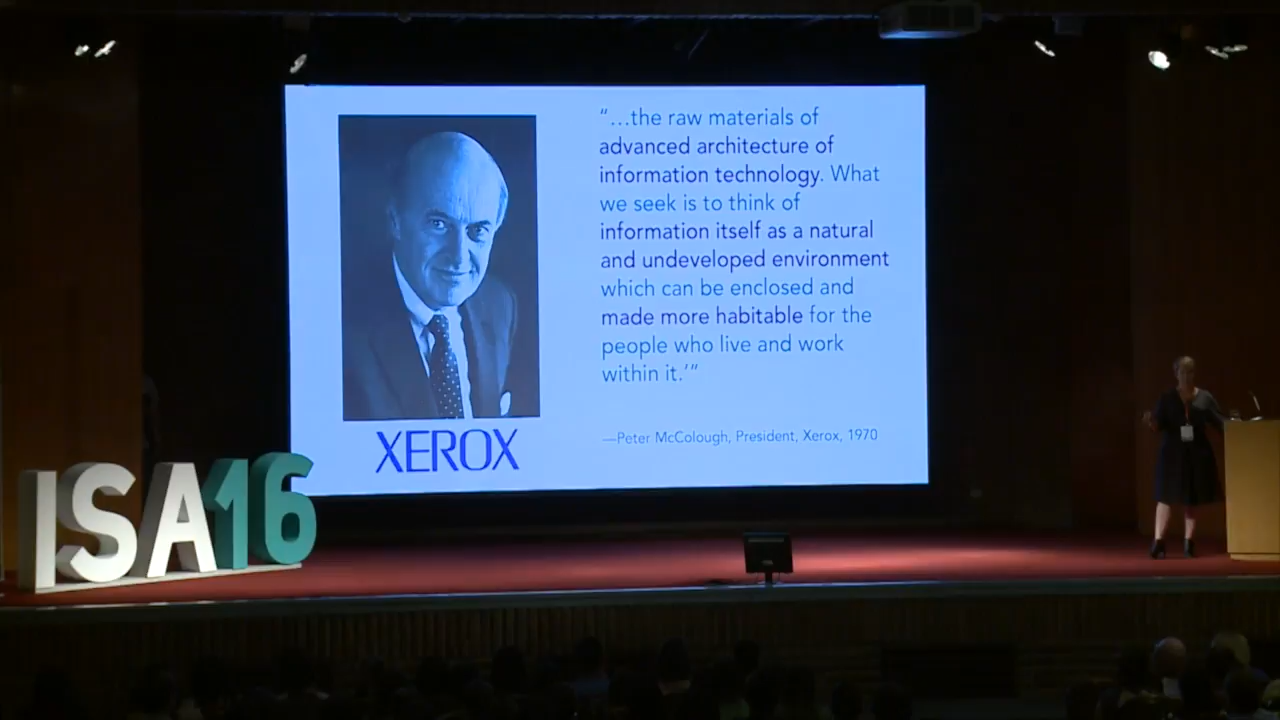 “…the raw materials of
advanced architecture of
information technology. What
we seek is to think of
information itself as a natural
and undeveloped environment
which can be enclosed and
made more habitable for the
people who live and work
within it.’”
—Peter McColough, President, Xerox, 1970
XEROX
ISA16